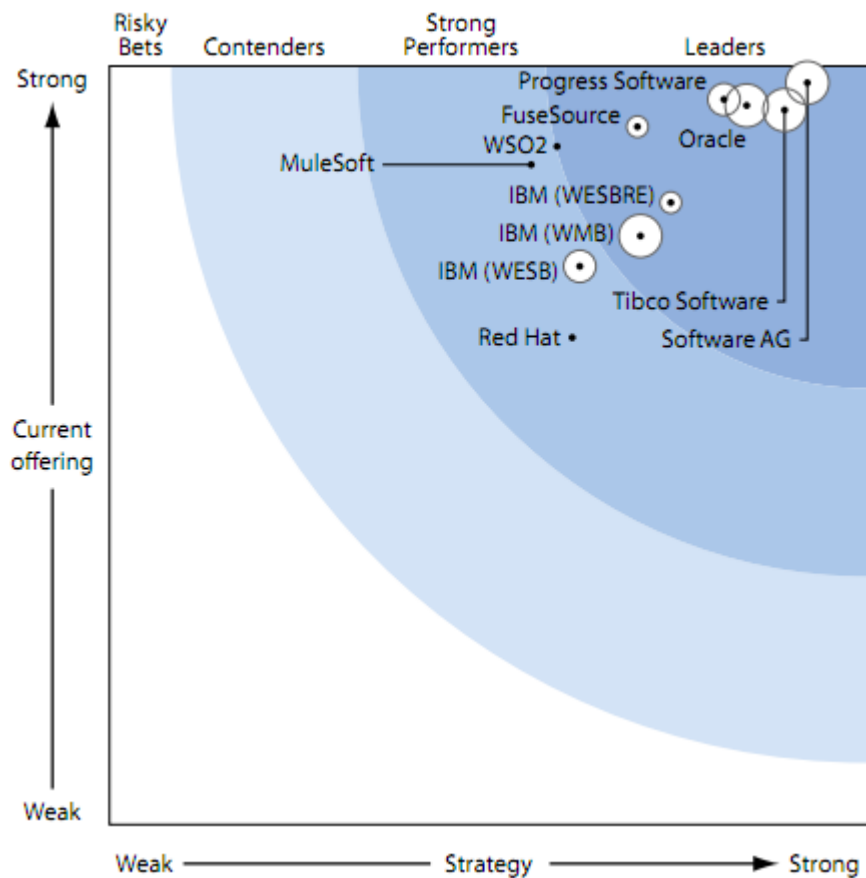 Risky
Bets
Contenders
Strong
Performers
Leaders
Strong
Progress Software
FuseSource
Oracle
WSO2
MuleSoft
IBM (WESBRE)
IBM (WMB)
IBM (WESB)
Tibco Software
Red Hat
Software AG
Current
offering
Weak
Weak
Strategy
Strong